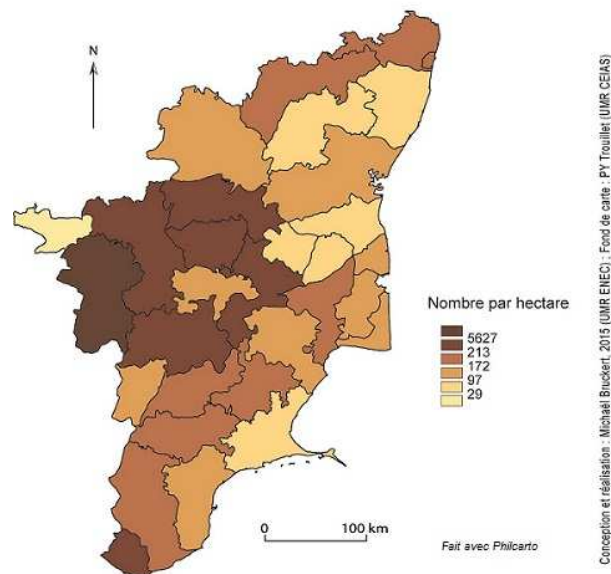 N
Nombre par hectare
5627
213
172
97
29
0 100 km
Fait avec Philcarto
Conception et réalisation : Michaël Bruckert, 2015 (UMR ENEC) ; Fond de carte : PY Trouillet (UMR CEIAS)